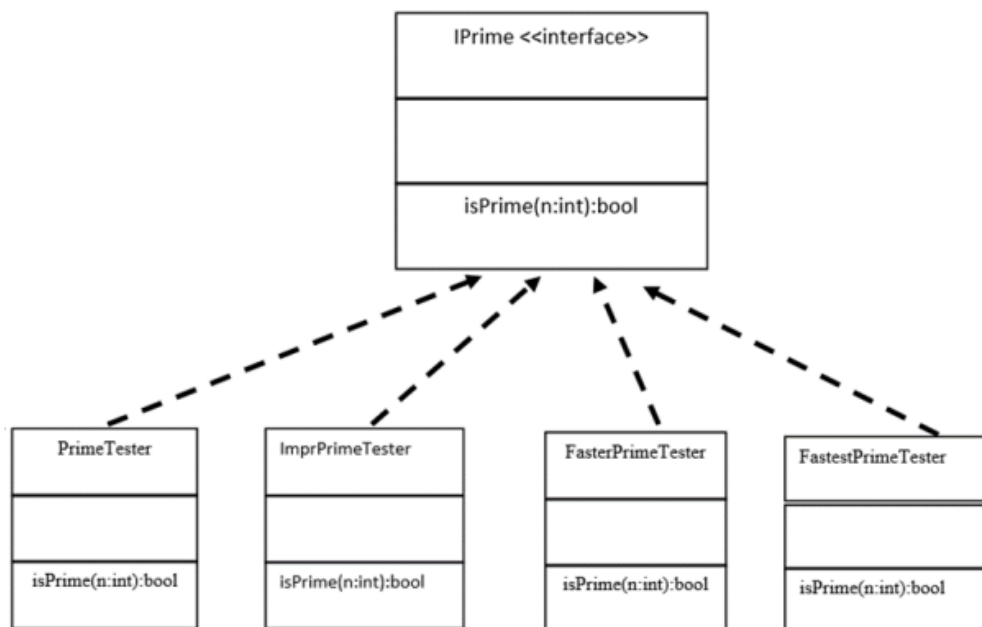 IPrime <<interface>>
isPrime(n:int):bool
PrimeTester
ImprPrimeTester
FasterPrimeTester
FastestPrimeTester
isPrime(n:int):bool
isPrime(n:int):bool
isPrime(n:int):bool
isPrime(n:int):bool